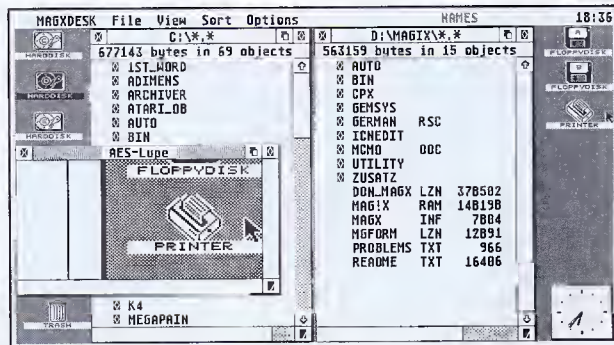 MAGXDESK File View Sort Options NAMES 18:36
C:\*.*
677143 bytes in 69 objects
1ST_WORD
ADIMENS
ARCHIVER
ATARI_OB
AUTO
BIN
K4
MEGAPAIN
D:\MAGIX\*.*
563159 bytes in 15 objects
AUTO
BIN
CPX
GEMSYS
GERMAN RSC
ICNEDIT
MCMD DOC
UTILITY
ZUSATZ
DON_MAGX LZN 378502
MAG!X RAM 148198
MAGX INF 7804
MGFORM LZN 12891
PROBLEMS TXT 966
README TXT 16406
HARDDISK
HARDDISK
HARDDISK
AES-Lupe
FLOPPYDISK
PRINTER
TRASH
A
FLOPPYDISK
B
FLOPPYDISK
PRINTER